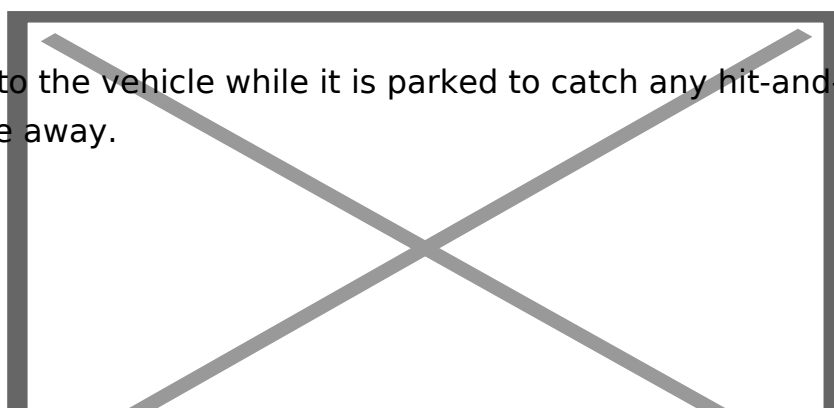 to the vehicle while it is parked to catch any hit-and-
away.